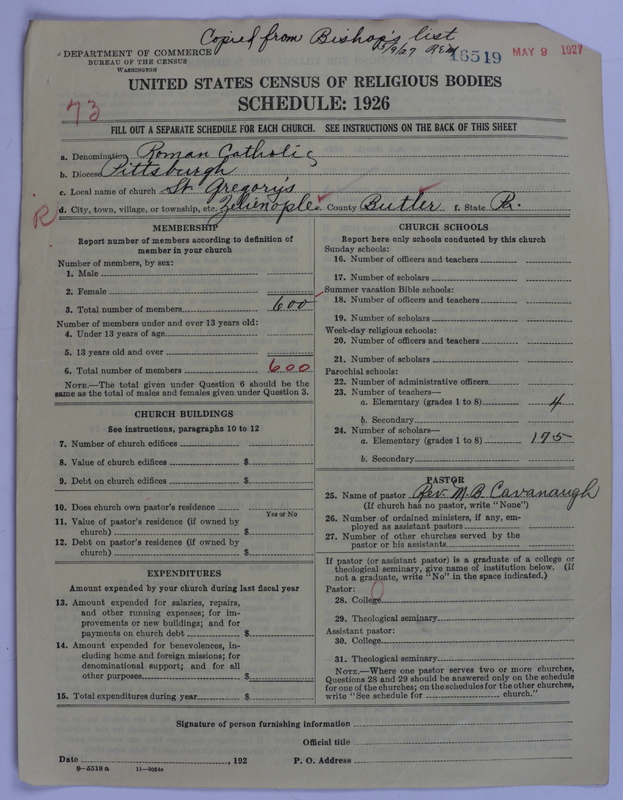 Copied from Bishop's list
5/9/27 REM
16519
MAY 9 1927
DEPARTMENT OF COMMERCE
BUREAU OF THE CENSUS
WASHINGTON
UNITED STATES CENSUS OF RELIGIOUS BODIES
SCHEDULE: 1926
73
FILL OUT A SEPARATE SCHEDULE FOR EACH CHURCH. SEE INSTRUCTIONS ON THE BACK OF THIS SHEET
a. Denomination Roman Catholic
b. Diocese Pittsburgh
c. Local name of church St. Gregory's
R d. City, town, village, or township, etc. Zelienople e. County Butler f. State Pa.
MEMBERSHIP
Report number of members according to definition of
member in your church
Number of members, by sex:
1. Male
2. Female
3. Total number of members 600
Number of members under and over 13 years old:
4. Under 13 years of age
5. 13 years old and over
6. Total number of members 600
NOTE.—The total given under Question 6 should be the
same as the total of males and females given under Question 3.
CHURCH BUILDINGS
See instructions, paragraphs 10 to 12
7. Number of church edifices
8. Value of church edifices $
9. Debt on church edifices $
10. Does church own pastor's residence
Yes or No
11. Value of pastor's residence (if owned by
church) $
12. Debt on pastor's residence (if owned by
church) $
EXPENDITURES
Amount expended by your church during last fiscal year
13. Amount expended for salaries, repairs,
and other running expenses; for im-
provements or new buildings; and for
payments on church debt $
14. Amount expended for benevolences, in-
cluding home and foreign missions; for
denominational support; and for all
other purposes $
15. Total expenditures during year $
CHURCH SCHOOLS
Report here only schools conducted by this church
Sunday schools:
16. Number of officers and teachers
17. Number of scholars
Summer vacation Bible schools:
18. Number of officers and teachers
19. Number of scholars
Week-day religious schools:
20. Number of officers and teachers
21. Number of scholars
Parochial schools:
22. Number of administrative officers
23. Number of teachers—
a. Elementary (grades 1 to 8) 4
b. Secondary
24. Number of scholars—
a. Elementary (grades 1 to 8) 175
b. Secondary
PASTOR
25. Name of pastor Rev. M. B. Cavanaugh
(If church has no pastor, write "None")
26. Number of ordained ministers, if any, em-
ployed as assistant pastors
27. Number of other churches served by the
pastor or his assistants
If pastor (or assistant pastor) is a graduate of a college or
theological seminary, give name of institution below. (If
not a graduate, write "No" in the space indicated.)
Pastor:
28. College
29. Theological seminary
Assistant pastor:
30. College
31. Theological seminary
NOTE.—Where one pastor serves two or more churches,
Questions 28 and 29 should be answered only on the schedule
for one of the churches; on the schedules for the other churches,
write "See schedule for church."
Signature of person furnishing information
Official title
Date , 192 P. O. Address
8—5518a